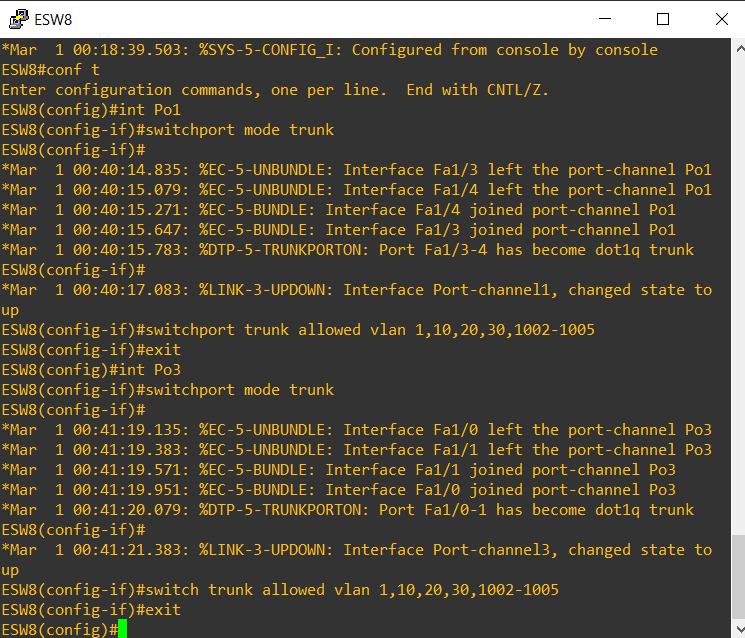 ESW8
*Mar  1 00:18:39.503: %SYS-5-CONFIG_I: Configured from console by console
ESW8#conf t
Enter configuration commands, one per line.  End with CNTL/Z.
ESW8(config)#int Po1
ESW8(config-if)#switchport mode trunk
ESW8(config-if)#
*Mar  1 00:40:14.835: %EC-5-UNBUNDLE: Interface Fa1/3 left the port-channel Po1
*Mar  1 00:40:15.079: %EC-5-UNBUNDLE: Interface Fa1/4 left the port-channel Po1
*Mar  1 00:40:15.271: %EC-5-BUNDLE: Interface Fa1/4 joined port-channel Po1
*Mar  1 00:40:15.647: %EC-5-BUNDLE: Interface Fa1/3 joined port-channel Po1
*Mar  1 00:40:15.783: %DTP-5-TRUNKPORTON: Port Fa1/3-4 has become dot1q trunk
ESW8(config-if)#
*Mar  1 00:40:17.083: %LINK-3-UPDOWN: Interface Port-channel1, changed state to
up
ESW8(config-if)#switchport trunk allowed vlan 1,10,20,30,1002-1005
ESW8(config-if)#exit
ESW8(config)#int Po3
ESW8(config-if)#switchport mode trunk
ESW8(config-if)#
*Mar  1 00:41:19.135: %EC-5-UNBUNDLE: Interface Fa1/0 left the port-channel Po3
*Mar  1 00:41:19.383: %EC-5-UNBUNDLE: Interface Fa1/1 left the port-channel Po3
*Mar  1 00:41:19.571: %EC-5-BUNDLE: Interface Fa1/1 joined port-channel Po3
*Mar  1 00:41:19.951: %EC-5-BUNDLE: Interface Fa1/0 joined port-channel Po3
*Mar  1 00:41:20.079: %DTP-5-TRUNKPORTON: Port Fa1/0-1 has become dot1q trunk
ESW8(config-if)#
*Mar  1 00:41:21.383: %LINK-3-UPDOWN: Interface Port-channel3, changed state to
up
ESW8(config-if)#switch trunk allowed vlan 1,10,20,30,1002-1005
ESW8(config-if)#exit
ESW8(config)#